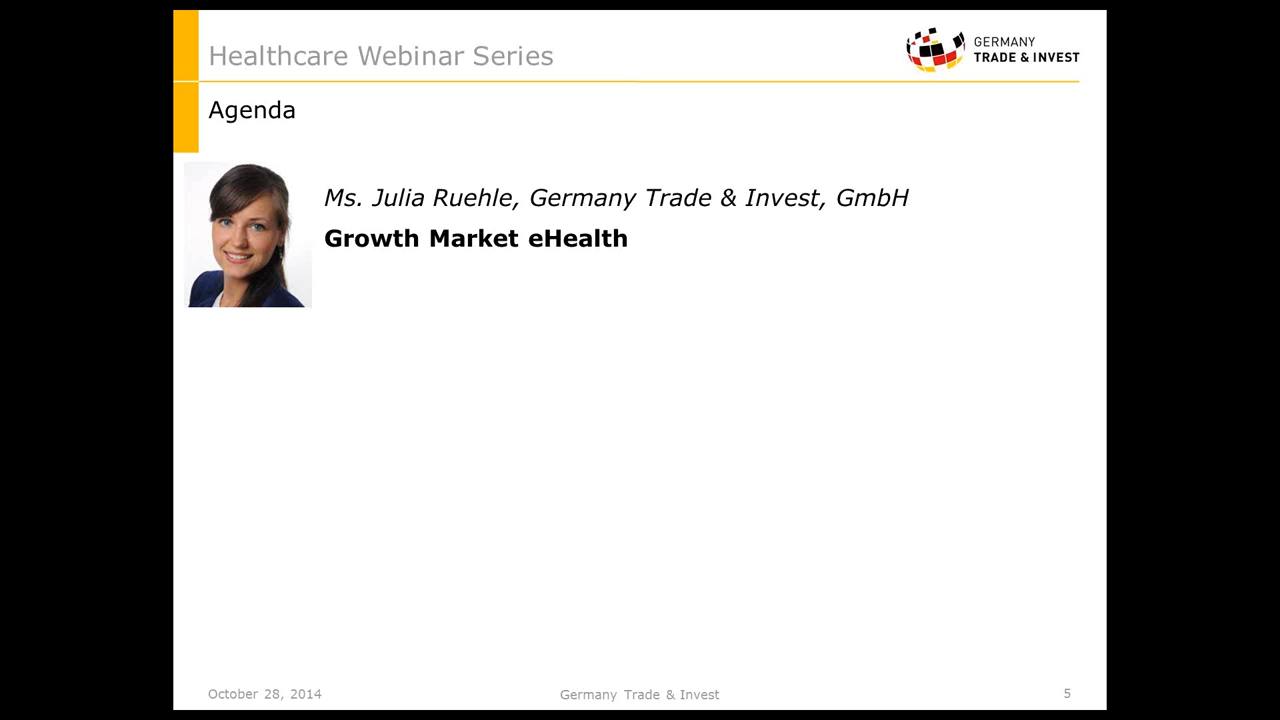 Healthcare Webinar Series
GERMANY
TRADE & INVEST
Agenda
Ms. Julia Ruehle, Germany Trade & Invest, GmbH
Growth Market eHealth
October 28, 2014
Germany Trade & Invest
5